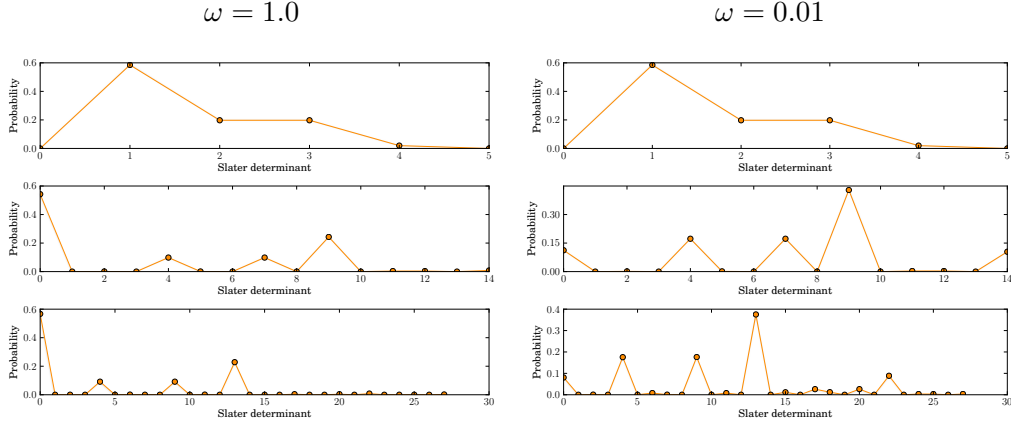 ω = 1.0
ω = 0.01
Probability
0.6
0.4
0.2
0.0
0 1 2 3 4 5
Slater determinant
Probability
0.6
0.4
0.2
0.0
0 1 2 3 4 5
Slater determinant
Probability
0.6
0.4
0.2
0.0
0 2 4 6 8 10 12 14
Slater determinant
Probability
0.30
0.15
0.00
0 2 4 6 8 10 12 14
Slater determinant
Probability
0.6
0.4
0.2
0.0
0 5 10 15 20 25 30
Slater determinant
Probability
0.4
0.3
0.2
0.1
0.0
0 5 10 15 20 25 30
Slater determinant